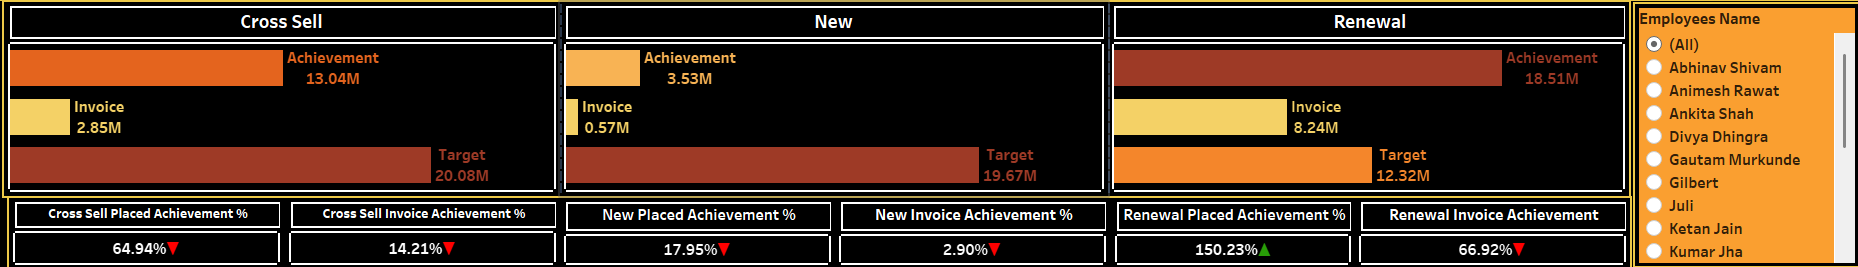 Cross Sell
Achievement
13.04M
Invoice
2.85M
Target
20.08M
New
Achievement
3.53M
Invoice
0.57M
Target
19.67M
Renewal
Achievement
18.51M
Invoice
8.24M
Target
12.32M
Cross Sell Placed Achievement %
64.94%▼
Cross Sell Invoice Achievement %
14.21%▼
New Placed Achievement %
17.95%▼
New Invoice Achievement %
2.90%▼
Renewal Placed Achievement %
150.23%▲
Renewal Invoice Achievement
66.92%▼
Employees Name
(All)
Abhinav Shivam
Animesh Rawat
Ankita Shah
Divya Dhingra
Gautam Murkunde
Gilbert
Juli
Ketan Jain
Kumar Jha